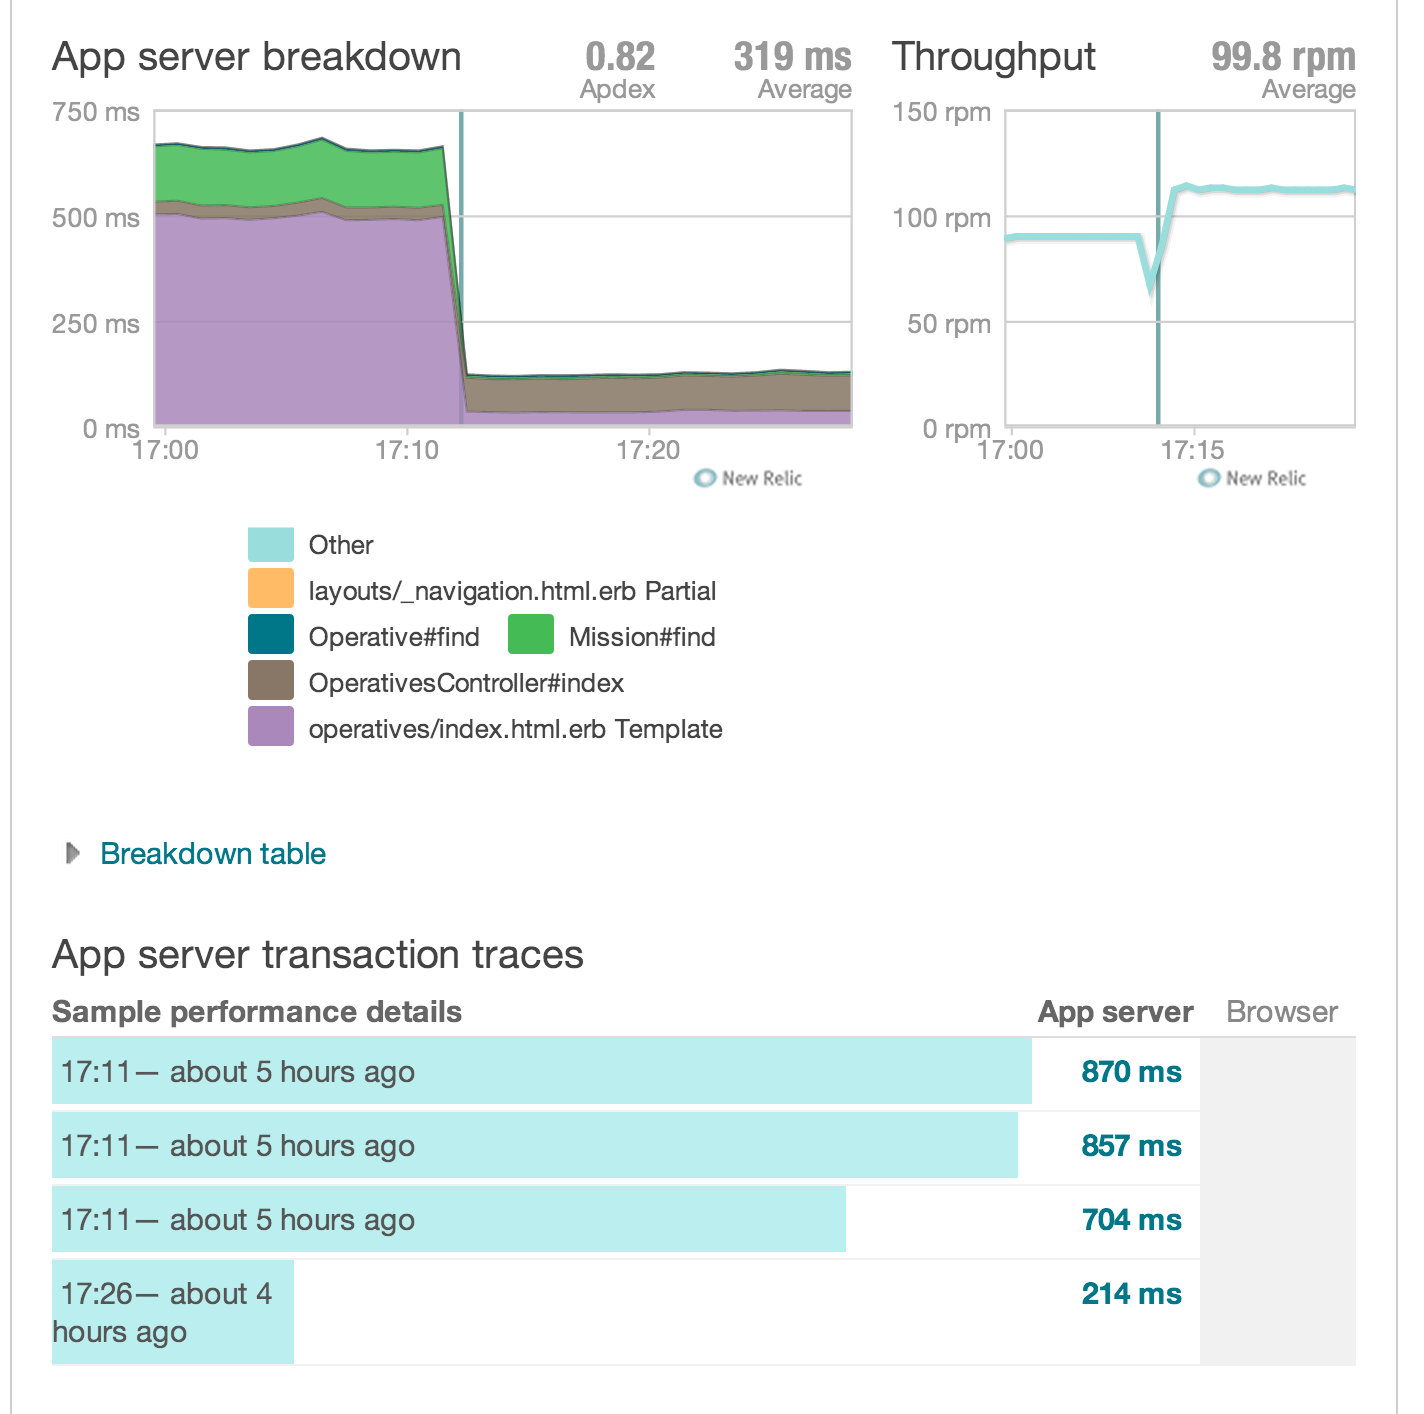 App server breakdown
0.82
Apdex
319 ms
Average
750 ms
500 ms
250 ms
0 ms
17:00 17:10 17:20
New Relic
Throughput
99.8 rpm
Average
150 rpm
100 rpm
50 rpm
0 rpm
17:00 17:15
New Relic
Other
layouts/_navigation.html.erb Partial
Operative#find Mission#find
OperativesController#index
operatives/index.html.erb Template
Breakdown table
App server transaction traces
Sample performance details App server Browser
17:11— about 5 hours ago 870 ms
17:11— about 5 hours ago 857 ms
17:11— about 5 hours ago 704 ms
17:26— about 4 214 ms
hours ago